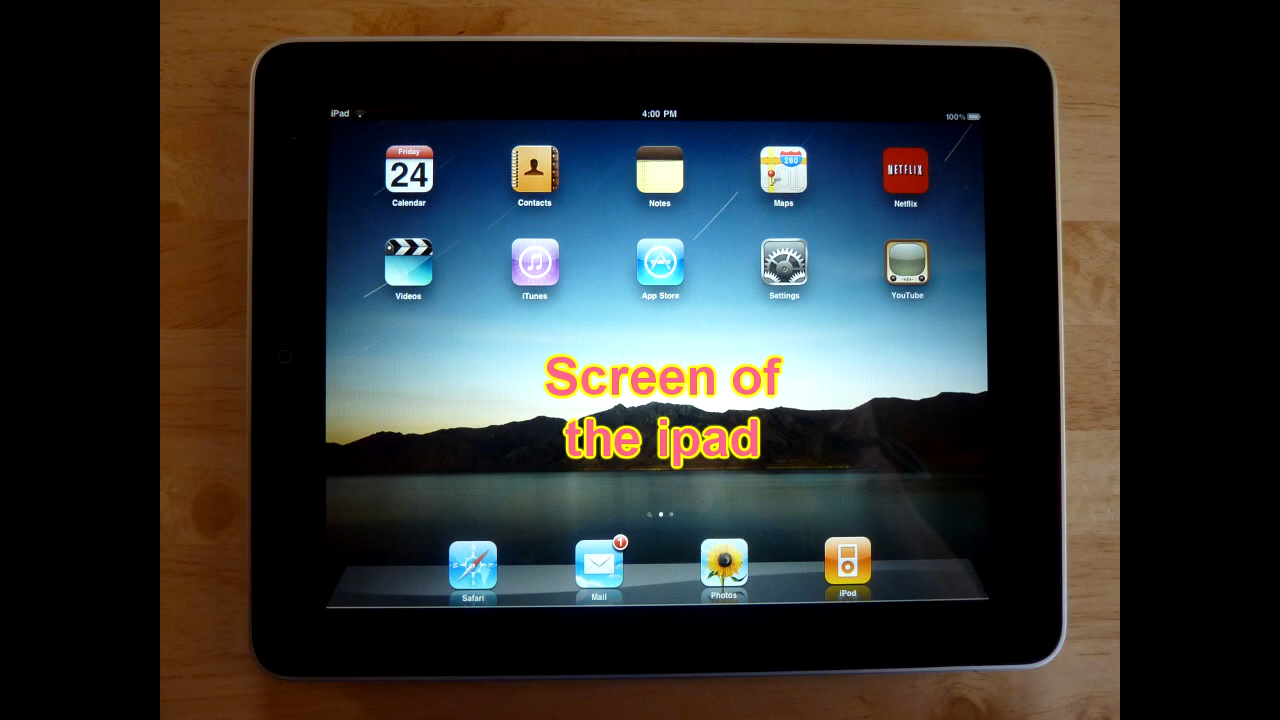 iPad 4:00 PM 100%
Friday
24 280 NETFLIX
Calendar Contacts Notes Maps Netflix
Videos iTunes App Store Settings YouTube
Screen of
the ipad
1
Safari Mail Photos iPod